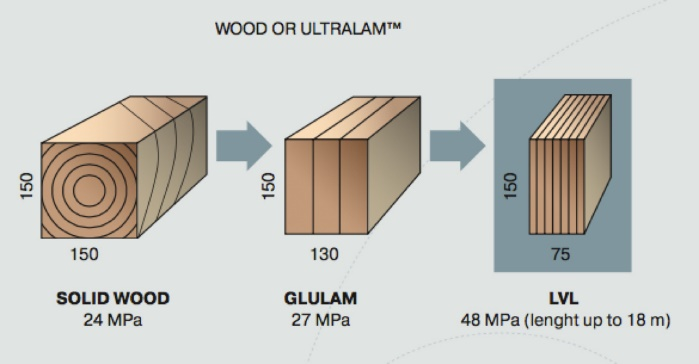 WOOD OR ULTRALAM™
150
150
150
150
130
75
SOLID WOOD
24 MPa
GLULAM
27 MPa
LVL
48 MPa (lenght up to 18 m)